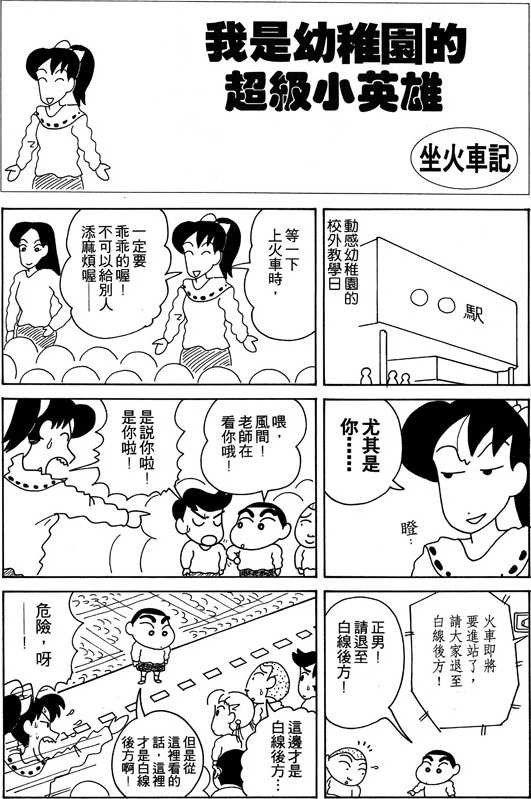 我是幼稚園的
超級小英雄
坐火車記
動感幼稚園的
校外教學日
○○駅
等一下
上火車時，
一定要
乖乖的喔！
不可以給別人
添麻煩喔——
尤其是
你……
瞪…
喂，
風間！
老師在
看你哦！
是説你啦！
是你啦！
火車即將
要進站了，
請大家退至
白線後方！
正男！
請退至
白線後方！
這邊才是
白線後方…
但是從
這裡看的
話，這裡
才是白線
後方啊！
危險，呀
——！